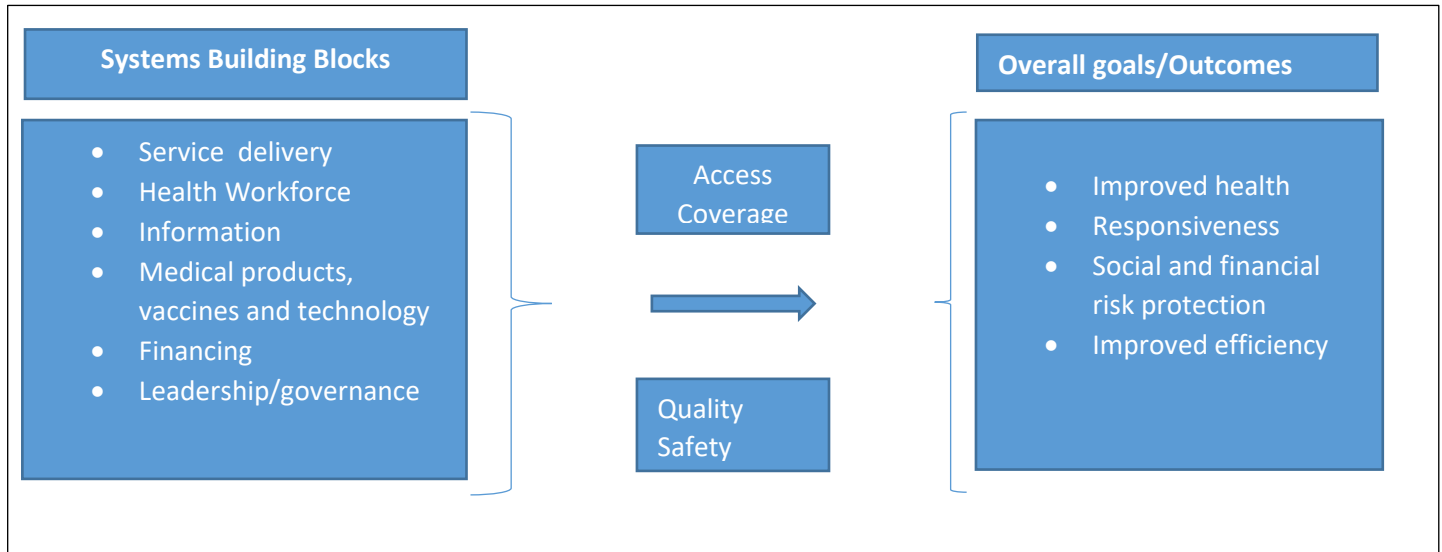 Systems Building Blocks
Service delivery
Health Workforce
Information
Medical products,
vaccines and technology
Financing
Leadership/governance
Access
Coverage
Quality
Safety
Overall goals/Outcomes
Improved health
Responsiveness
Social and financial
risk protection
Improved efficiency